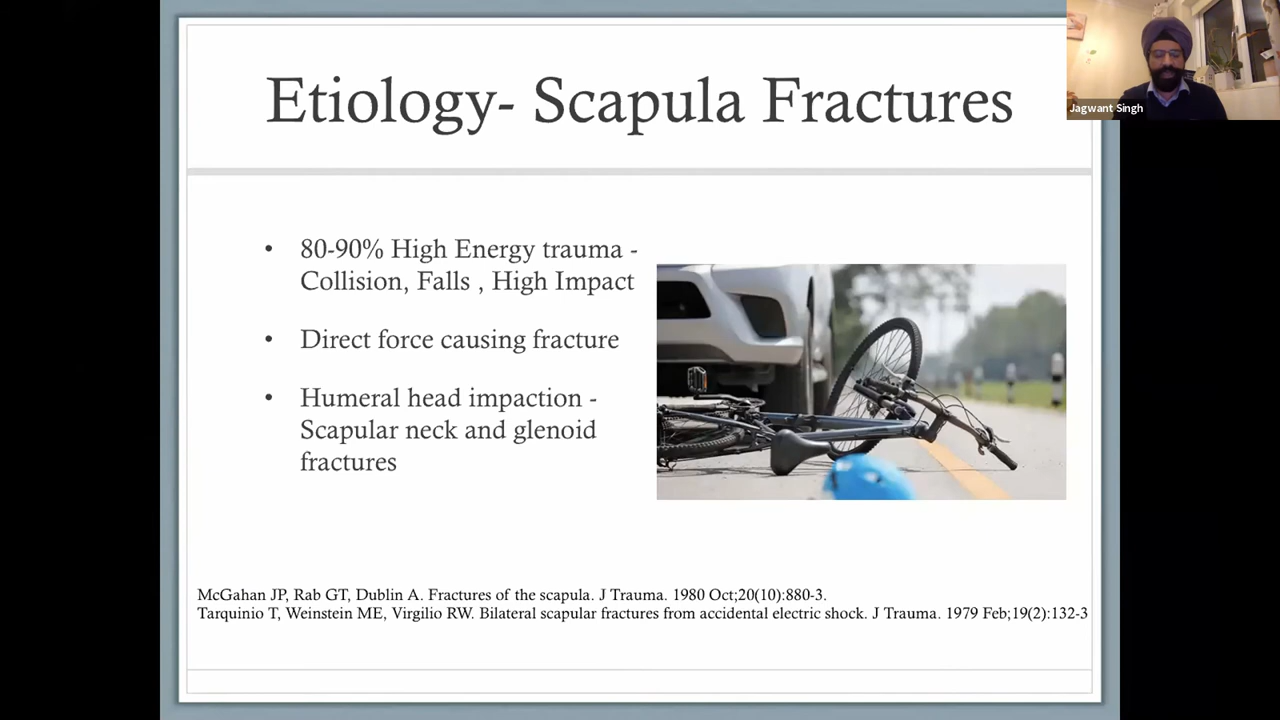 Etiology- Scapula Fractures
Jagwant Singh
• 80-90% High Energy trauma -
Collision, Falls , High Impact
• Direct force causing fracture
• Humeral head impaction -
Scapular neck and glenoid
fractures
McGahan JP, Rab GT, Dublin A. Fractures of the scapula. J Trauma. 1980 Oct;20(10):880-3.
Tarquinio T, Weinstein ME, Virgilio RW. Bilateral scapular fractures from accidental electric shock. J Trauma. 1979 Feb;19(2):132-3